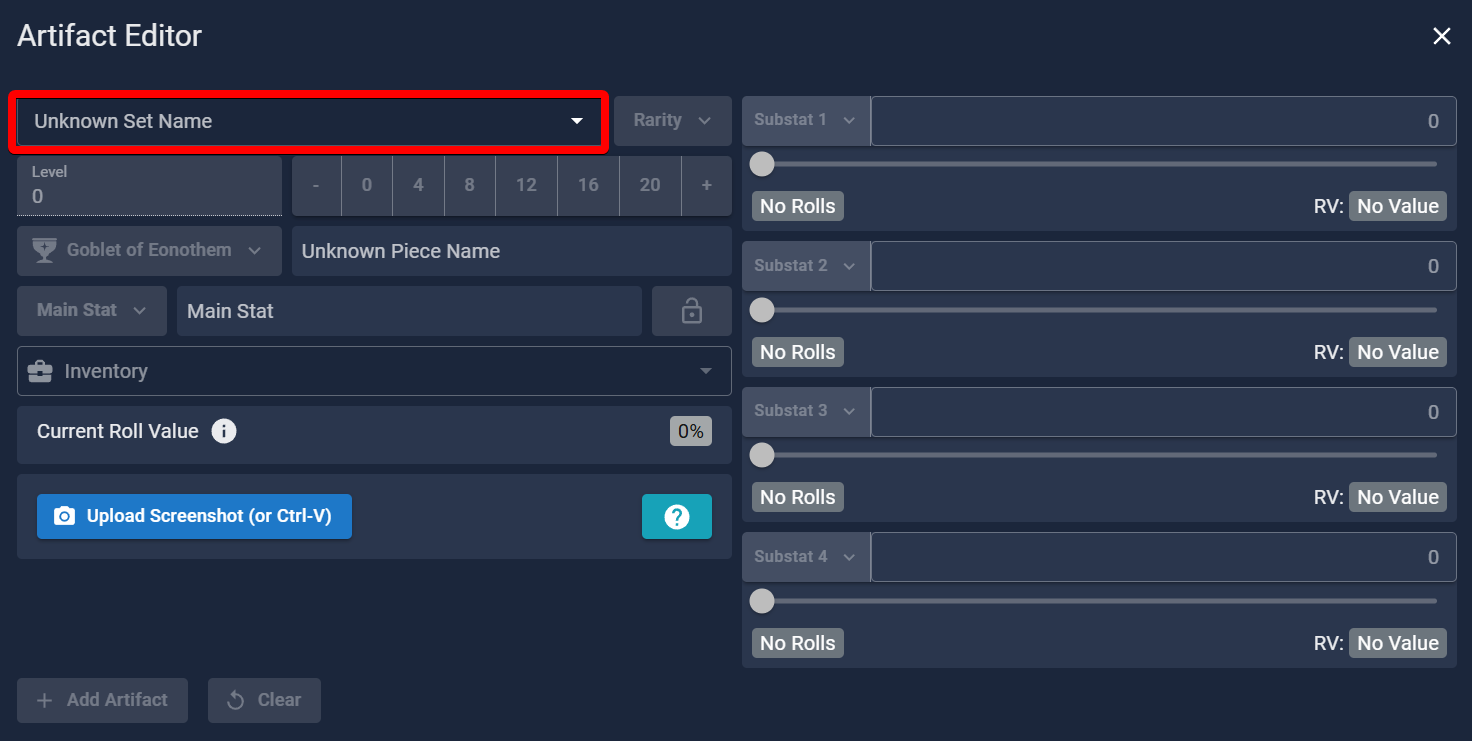 Artifact Editor
Unknown Set Name
Rarity
Level
0
- 0 4 8 12 16 20 +
Goblet of Eonothem
Unknown Piece Name
Main Stat
Main Stat
Inventory
Current Roll Value
0%
Upload Screenshot (or Ctrl-V)
Add Artifact
Clear
Substat 1
0
No Rolls
RV: No Value
Substat 2
0
No Rolls
RV: No Value
Substat 3
0
No Rolls
RV: No Value
Substat 4
0
No Rolls
RV: No Value